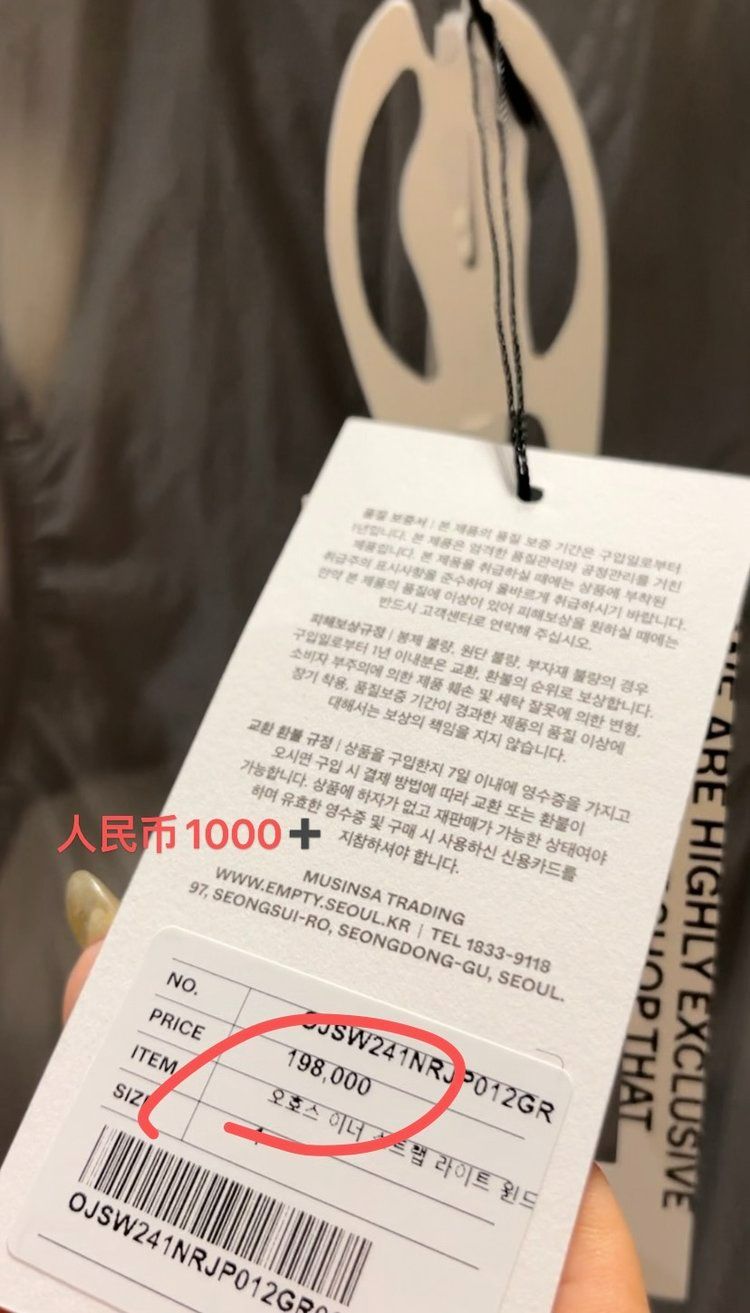 품질 보증서 | 본 제품의 품질 보증 기간은 구입일로부터
1년입니다. 본 제품은 엄격한 품질관리와 공정관리를 거친
제품입니다. 본 제품을 취급하실 때에는 상품에 부착된
취급주의 표시사항을 준수하여 올바르게 취급하시기 바랍니다.
만약 본 제품의 품질에 이상이 있어 피해보상을 원하실 때에는
반드시 고객센터로 연락해 주십시오.
피해보상규정 | 봉제 불량, 원단 불량, 부자재 불량의 경우
구입일로부터 1년 이내분은 교환, 환불의 순위로 보상합니다.
소비자 부주의에 의한 제품 훼손 및 세탁 잘못에 의한 변형,
장기 착용, 품질보증 기간이 경과한 제품의 품질 이상에
대해서는 보상의 책임을 지지 않습니다.
교환 환불 규정 | 상품을 구입한지 7일 이내에 영수증을 가지고
오시면 구입 시 결제 방법에 따라 교환 또는 환불이
가능합니다. 상품에 하자가 없고 재판매가 가능한 상태여야
하며 유효한 영수증 및 구매 시 사용하신 신용카드를
지참하셔야 합니다.
人民币1000➕
MUSINSA TRADING
WWW.EMPTY.SEOUL.KR | TEL 1833-9118
97, SEONGSUI-RO, SEONGDONG-GU, SEOUL.
NO. OJSW241NRJP012GR
PRICE 198,000
ITEM 오호스 이너 스트랩 라이트 윈드
SIZE 1
OJSW241NRJP012GR
WE ARE HIGHLY EXCLUSIVE
SHOP THAT